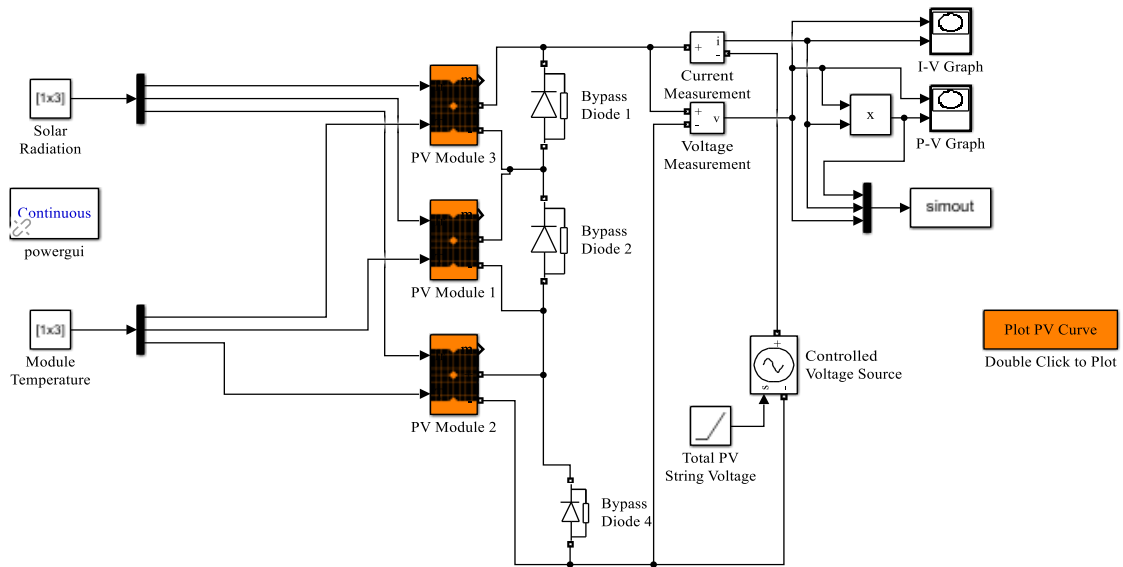 [1x3]
Solar
Radiation
Continuous
powergui
[1x3]
Module
Temperature
m
PV Module 3
m
PV Module 1
m
PV Module 2
Bypass
Diode 1
Bypass
Diode 2
Bypass
Diode 4
+
i
-
Current
Measurement
+
-
v
Voltage
Measurement
x
I-V Graph
P-V Graph
simout
+
s
-
Controlled
Voltage Source
Total PV
String Voltage
Plot PV Curve
Double Click to Plot